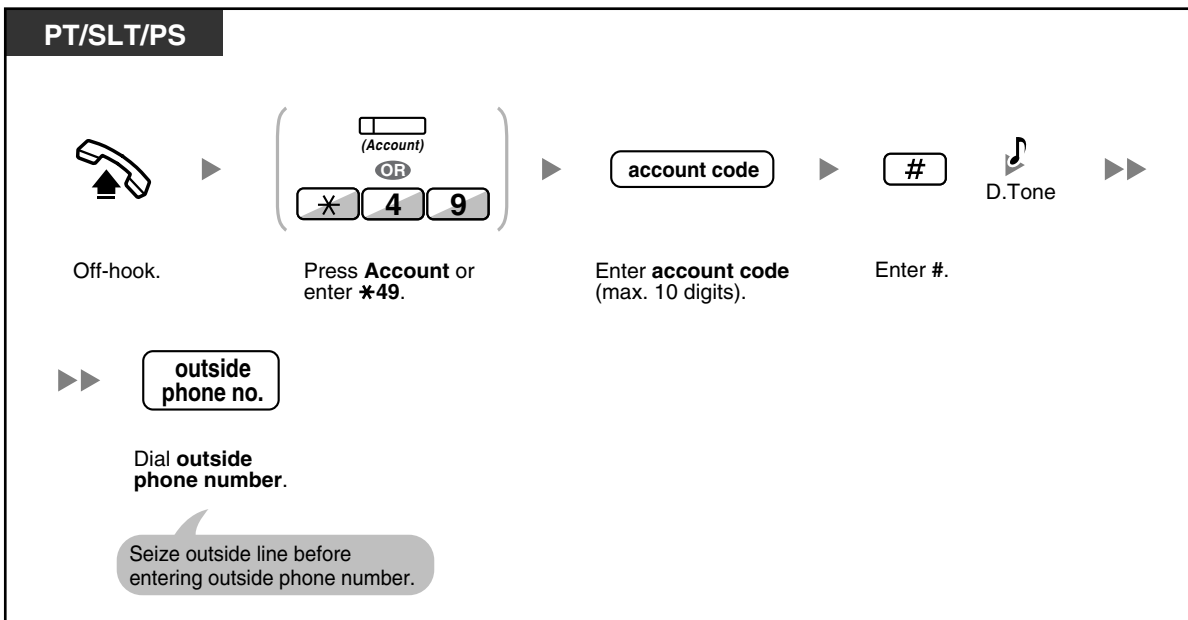 PT/SLT/PS
(Account)
OR
* 4 9
account code
#
D.Tone
Off-hook.
Press Account or
enter *49.
Enter account code
(max. 10 digits).
Enter #.
outside
phone no.
Dial outside
phone number.
Seize outside line before
entering outside phone number.